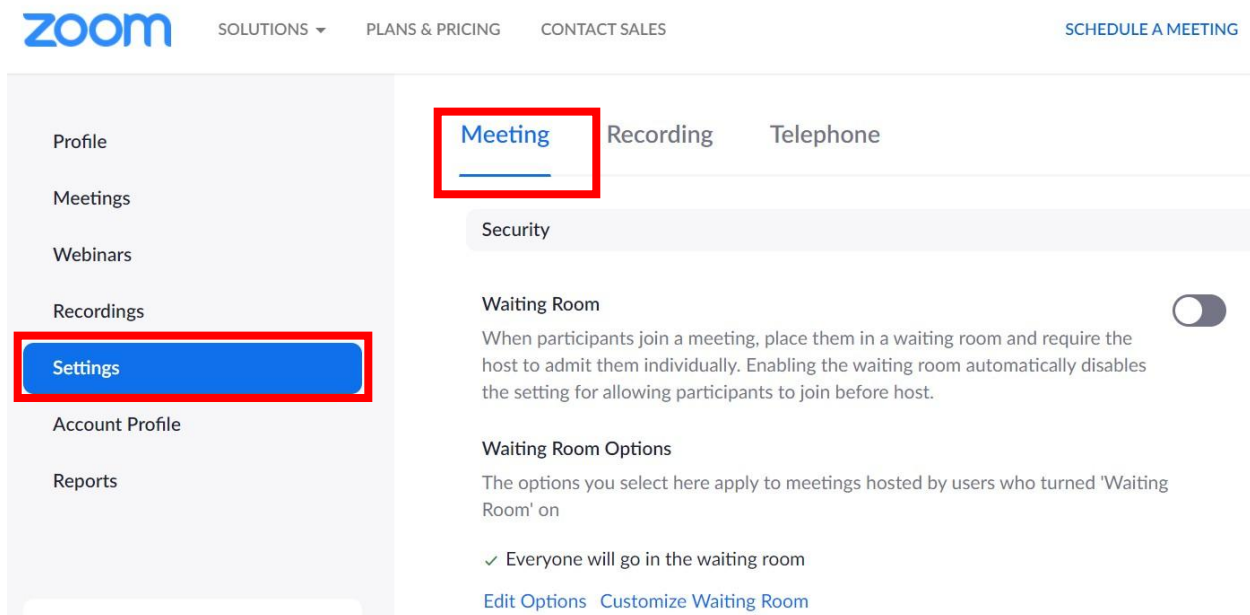 zoom SOLUTIONS PLANS & PRICING CONTACT SALES SCHEDULE A MEETING
Profile
Meetings
Webinars
Recordings
Settings
Account Profile
Reports
Meeting Recording Telephone
Security
Waiting Room
When participants join a meeting, place them in a waiting room and require the
host to admit them individually. Enabling the waiting room automatically disables
the setting for allowing participants to join before host.
Waiting Room Options
The options you select here apply to meetings hosted by users who turned 'Waiting
Room' on
✓ Everyone will go in the waiting room
Edit Options Customize Waiting Room